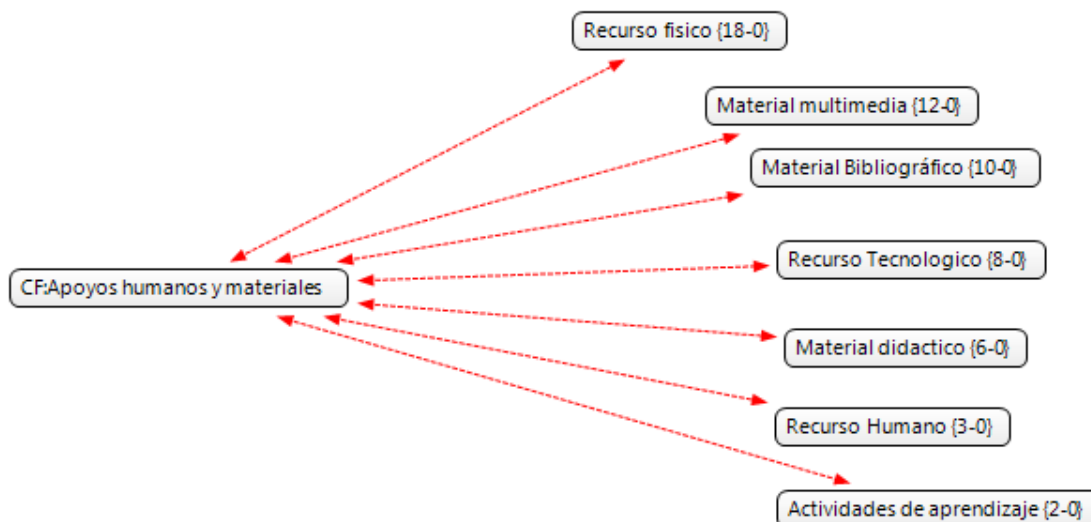 Recurso fisico {18-0}
Material multimedia {12-0}
Material Bibliográfico {10-0}
Recurso Tecnologico {8-0}
CF:Apoyos humanos y materiales
Material didactico {6-0}
Recurso Humano {3-0}
Actividades de aprendizaje {2-0}